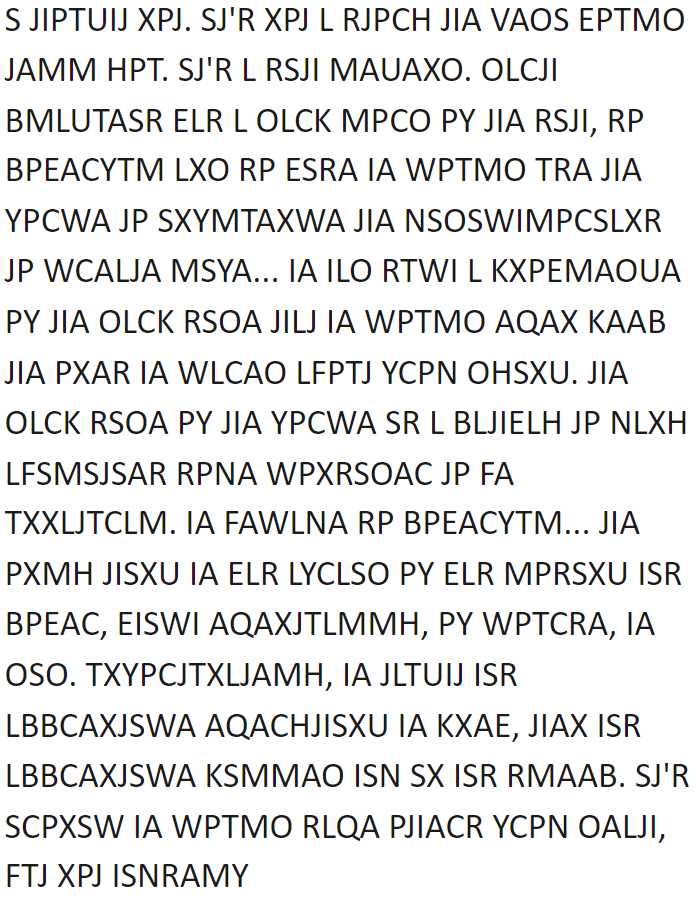 S JIPTUIJ XPJ. SJ'R XPJ L RJPCH JIA VAOS EPTMO
JAMM HPT. SJ'R L RSJI MAUAXO. OLCJI
BMLUTASR ELR L OLCK MPCO PY JIA RSJI, RP
BPEACYTM LXO RP ESRA IA WPTMO TRA JIA
YPCWA JP SXYMTAXWA JIA NSOSWIMPCSLXR
JP WCALJA MSYA... IA ILO RTWI L KXPEMAOUA
PY JIA OLCK RSOA JILJ IA WPTMO AQAX KAAB
JIA PXAR IA WLCAO LFPTJ YCPN OHSXU. JIA
OLCK RSOA PY JIA YPCWA SR L BLJIELH JP NLXH
LFSMSJSAR RPNA WPXRSOAC JP FA
TXXLJTCLM. IA FAWLNA RP BPEACYTM... JIA
PXMH JISXU IA ELR LYCLSO PY ELR MPRSXU ISR
BPEAC, EISWI AQAXJTLMMH, PY WPTCRA, IA
OSO. TXYPCJTXLJAMH, IA JLTUIJ ISR
LBBCAXJSWA AQACHJISXU IA KXAE, JIAX ISR
LBBCAXJSWA KSMMAO ISN SX ISR RMAAB. SJ'R
SCPXSW IA WPTMO RLQA PJIACR YCPN OALJI,
FTJ XPJ ISNRAMY